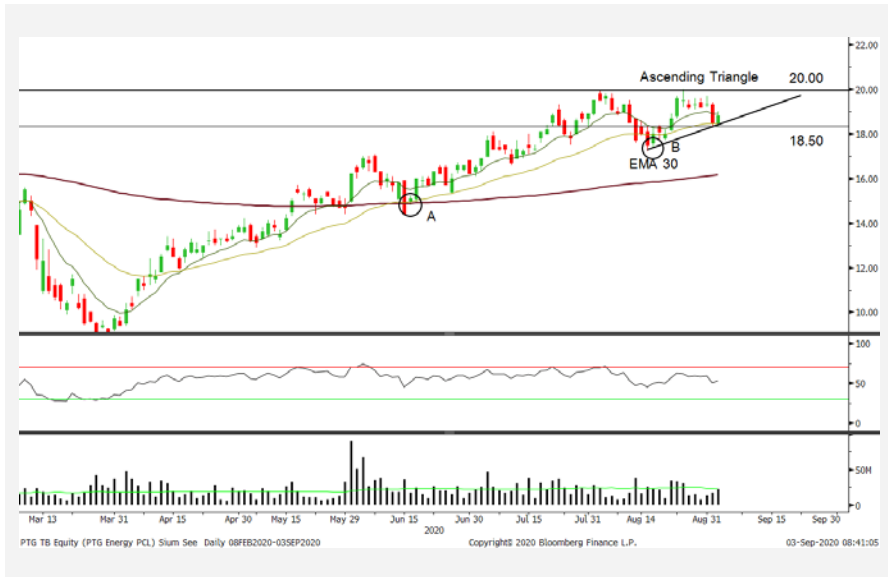 22.00
Ascending Triangle 20.00
20.00
18.50
18.00
B
EMA 30
16.00
A
14.00
12.00
10.00
100
50
0
50M
0
Mar 13 Mar 31 Apr 15 Apr 30 May 15 May 29 Jun 15 Jun 30 Jul 15 Jul 31 Aug 14 Aug 31 Sep 15 Sep 30
2020
PTG TB Equity (PTG Energy PCL) Sium See Daily 08FEB2020-03SEP2020 Copyright© 2020 Bloomberg Finance L.P. 03-Sep-2020 08:41:05